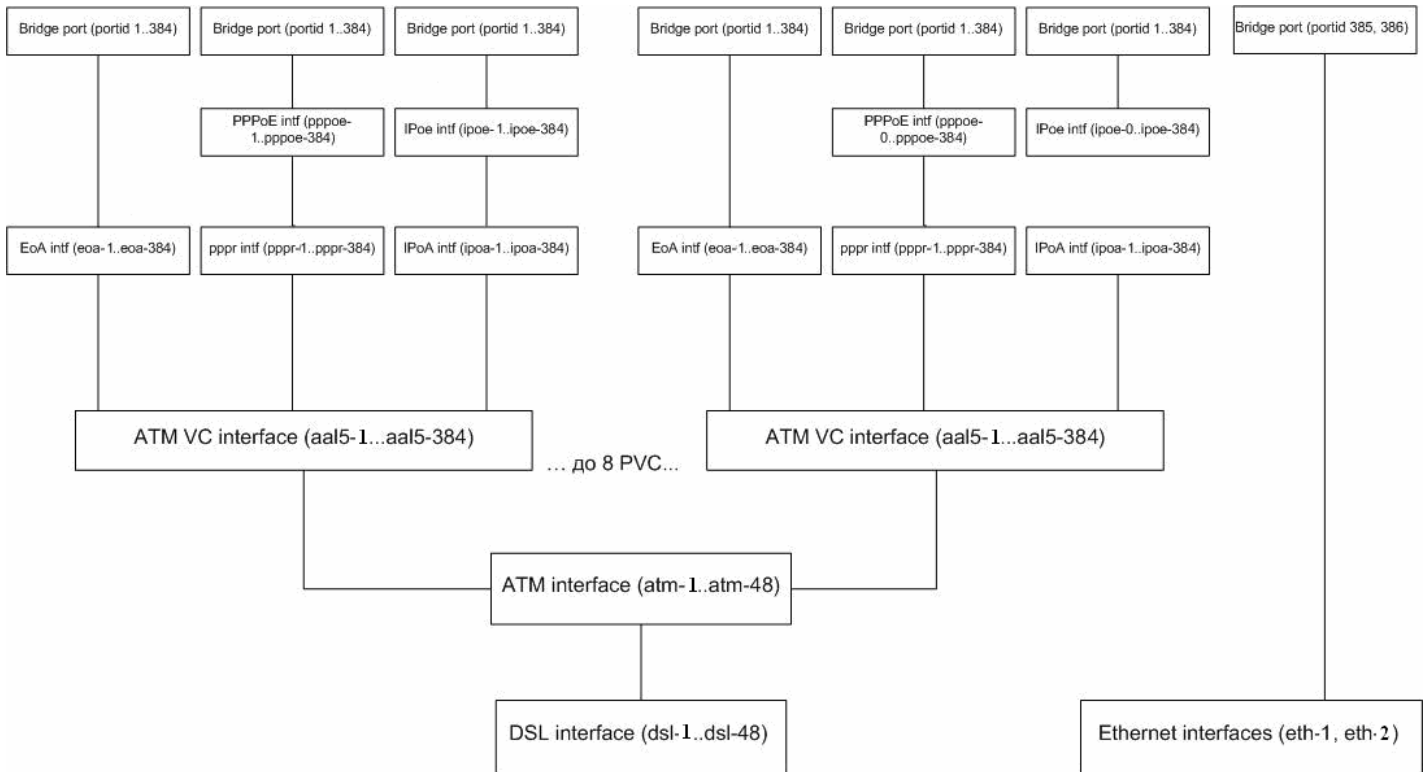 Bridge port (portid 1..384)
Bridge port (portid 1..384)
Bridge port (portid 1..384)
Bridge port (portid 1..384)
Bridge port (portid 1..384)
Bridge port (portid 1..384)
Bridge port (portid 385, 386)
PPPoE intf (pppoe-
1..pppoe-384)
IPoe intf (ipoe-1..ipoe-384)
PPPoE intf (pppoe-
0..pppoe-384)
IPoe intf (ipoe-0..ipoe-384)
EoA intf (eoa-1..eoa-384)
pppr intf (pppr-1..pppr-384)
IPoA intf (ipoa-1..ipoa-384)
EoA intf (eoa-1..eoa-384)
pppr intf (pppr-1..pppr-384)
IPoA intf (ipoa-1..ipoa-384)
ATM VC interface (aal5-1...aal5-384)
... до 8 PVC...
ATM VC interface (aal5-1...aal5-384)
ATM interface (atm-1..atm-48)
DSL interface (dsl-1..dsl-48)
Ethernet interfaces (eth-1, eth-2)